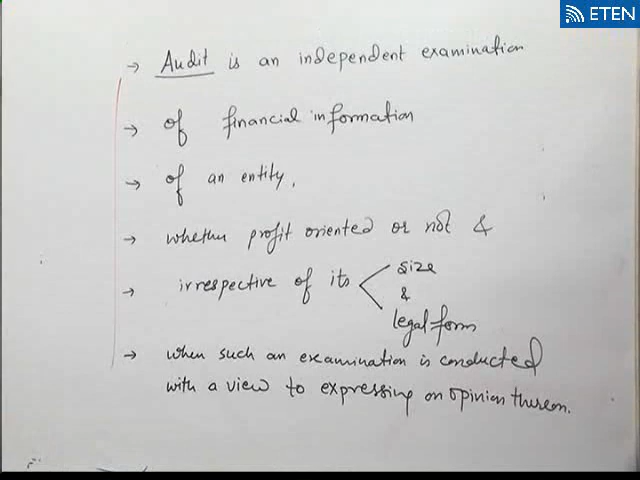 ETEN
→ Audit is an independent examination
→ of financial information
→ of an entity,
→ whether profit oriented or not &
→ irrespective of its < size
&
legal form
→ when such an examination is conducted
with a view to expressing an opinion thereon.